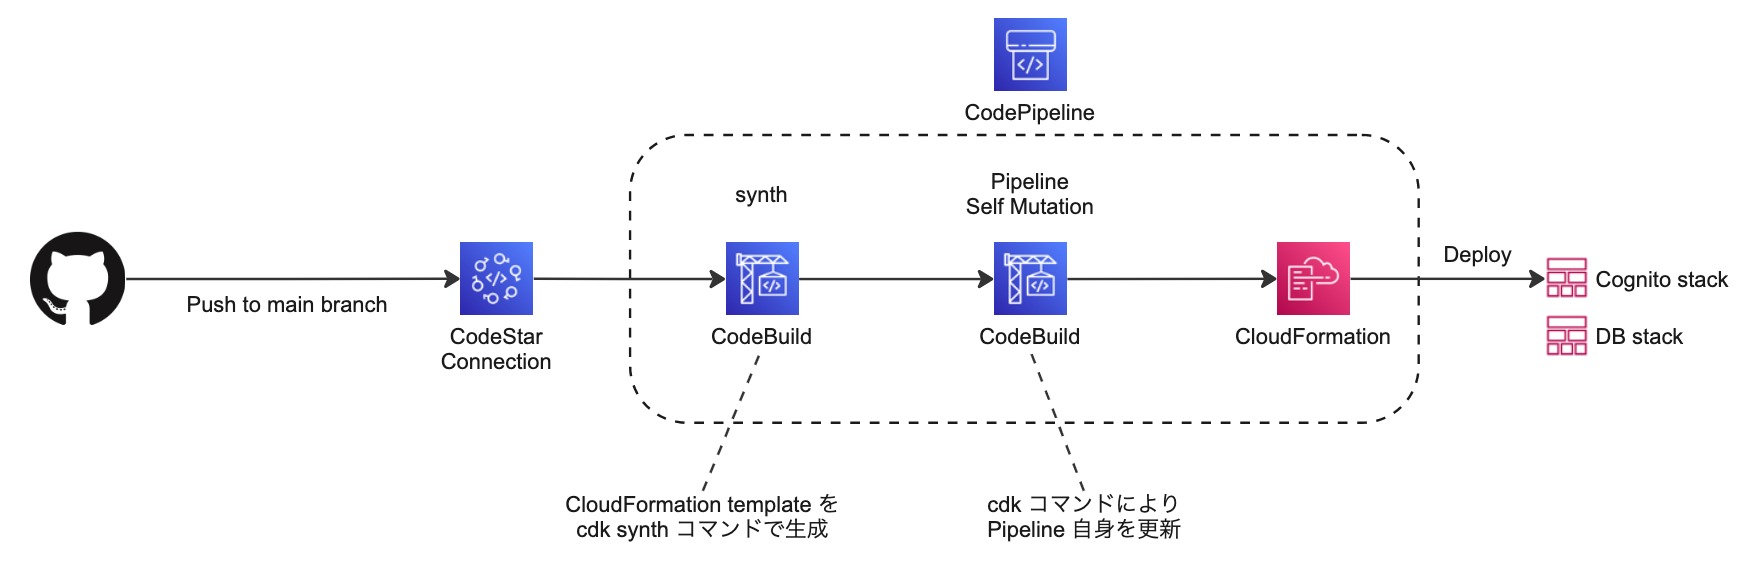 CodePipeline
synth
Pipeline
Self Mutation
Push to main branch
CodeStar
Connection
CodeBuild
CodeBuild
CloudFormation
Deploy
Cognito stack
DB stack
CloudFormation template を
cdk synth コマンドで生成
cdk コマンドにより
Pipeline 自身を更新